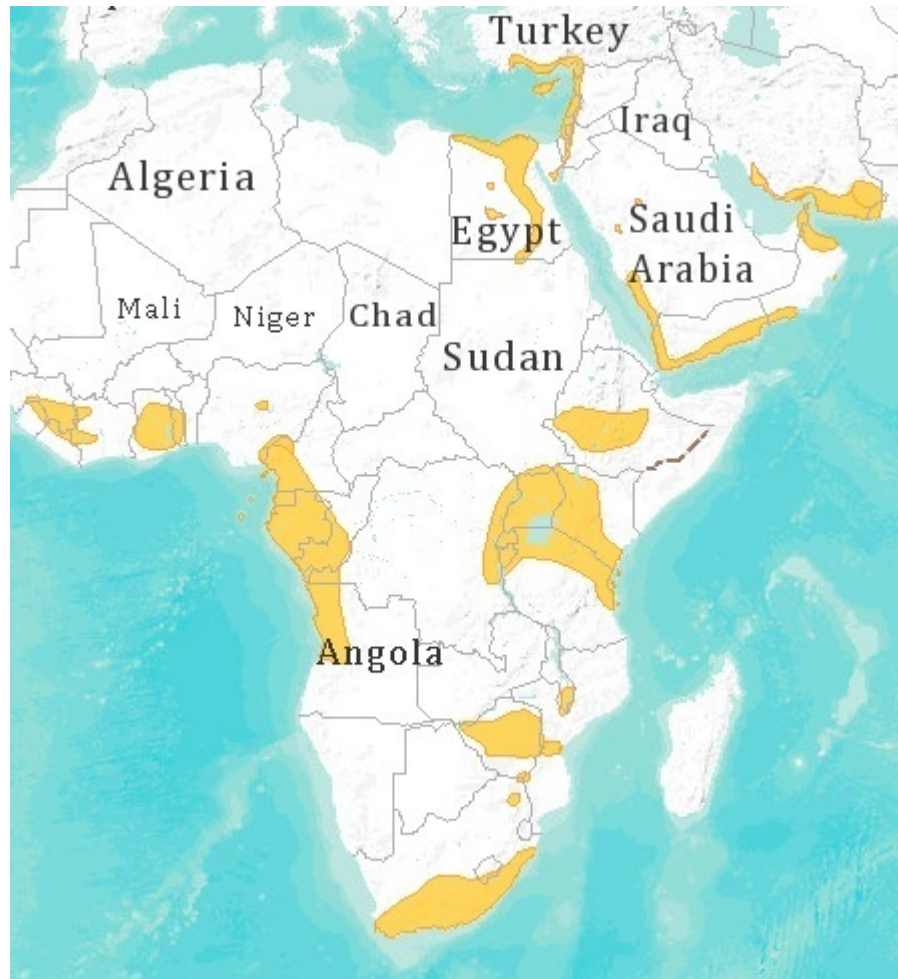 Turkey
Iraq
Algeria
Saudi
Arabia
Egypt
Mali
Niger
Chad
Sudan
Angola